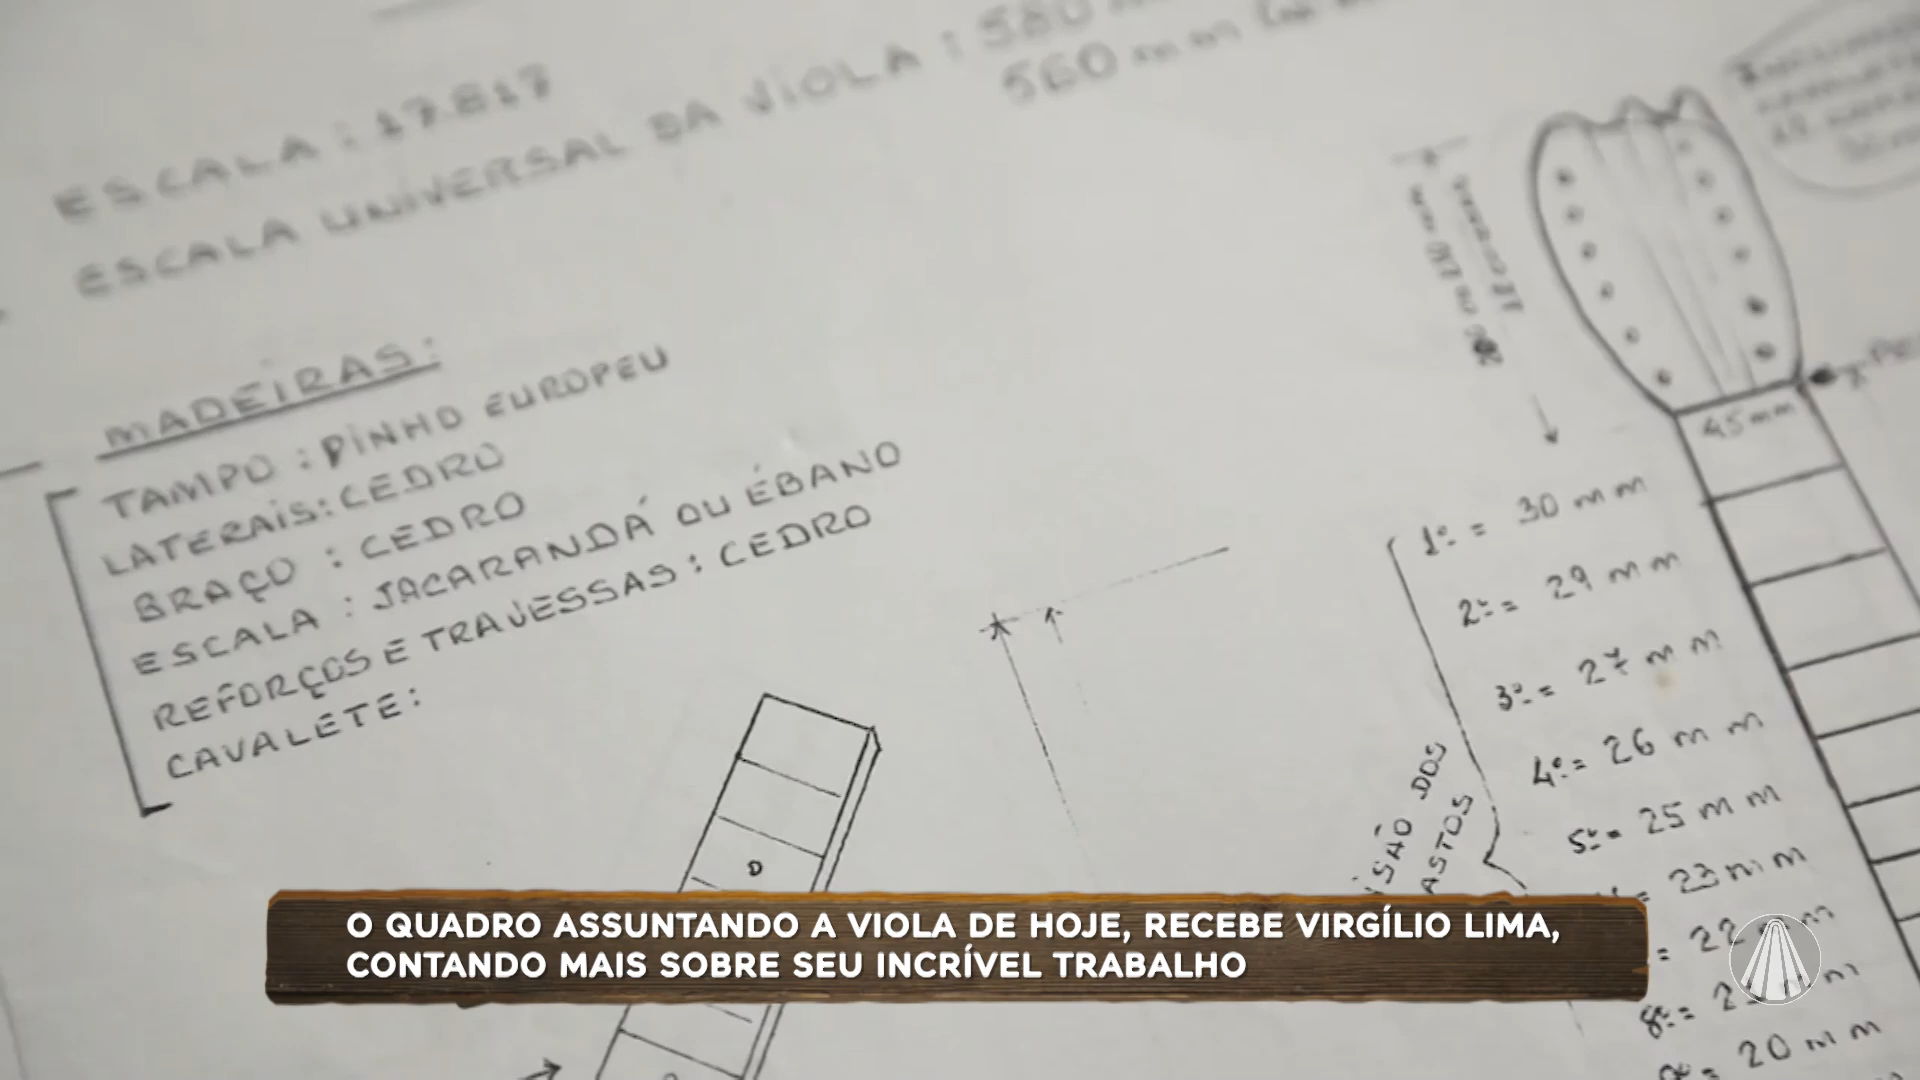 ESCALA: 17.817
ESCALA UNIVERSAL DA VIOLA: 580
560 mm
MADEIRAS:
TAMPO: PINHO EUROPEU
LATERAIS: CEDRO
BRAÇO: CEDRO
ESCALA: JACARANDÁ OU ÉBANO
REFORÇOS E TRAVESSAS: CEDRO
CAVALETE:
45mm
1º = 30 mm
2º = 29 mm
3º = 27 mm
4º = 26 mm
5º = 25 mm
= 23 mm
= 22 mm
8º =
= 20 mm
O QUADRO ASSUNTANDO A VIOLA DE HOJE, RECEBE VIRGÍLIO LIMA,
CONTANDO MAIS SOBRE SEU INCRÍVEL TRABALHO